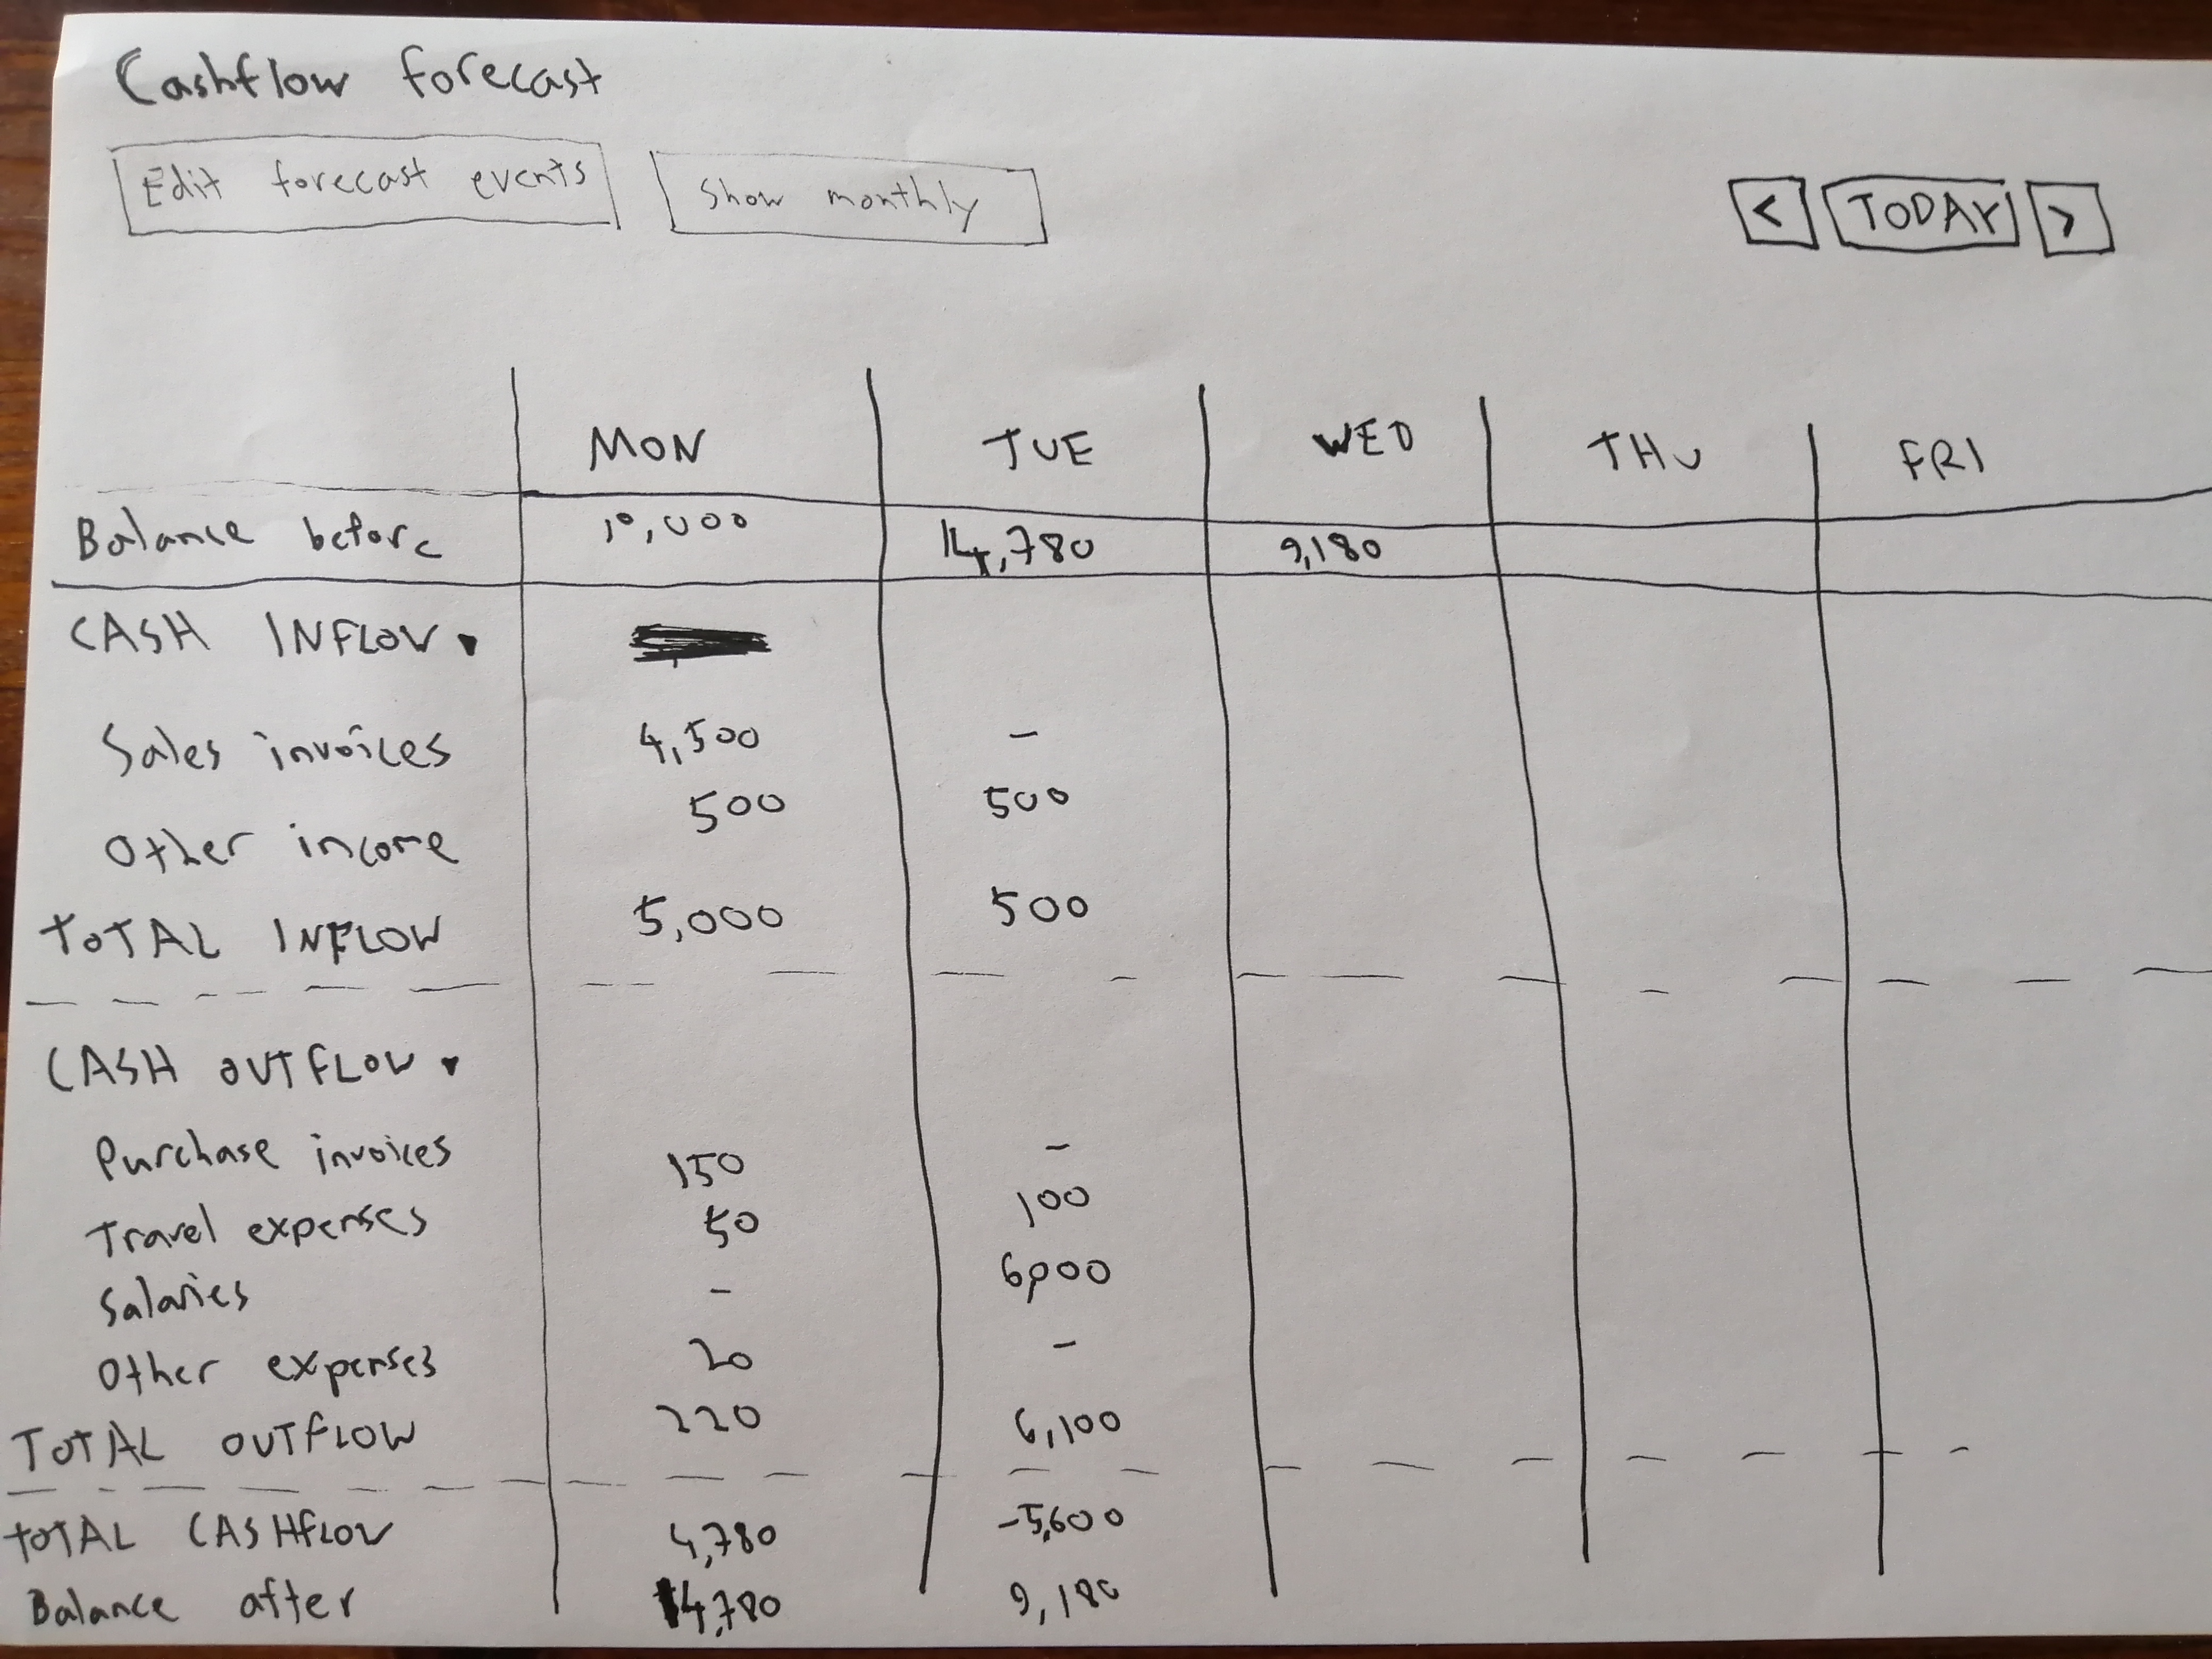 Cashflow forecast
Edit forecast events Show monthly < TODAY >
MON TUE WED THU FRI
Balance before 10,000 14,780 9,180
CASH INFLOW ▾
Sales invoices 4,500 -
Other income 500 500
TOTAL INFLOW 5,000 500
CASH OUTFLOW ▾
Purchase invoices 150 -
Travel expenses 50 100
Salaries - 6,000
Other expenses 20 -
TOTAL OUTFLOW 220 6,100
TOTAL CASHFLOW 4,780 -5,600
Balance after 14,780 9,180